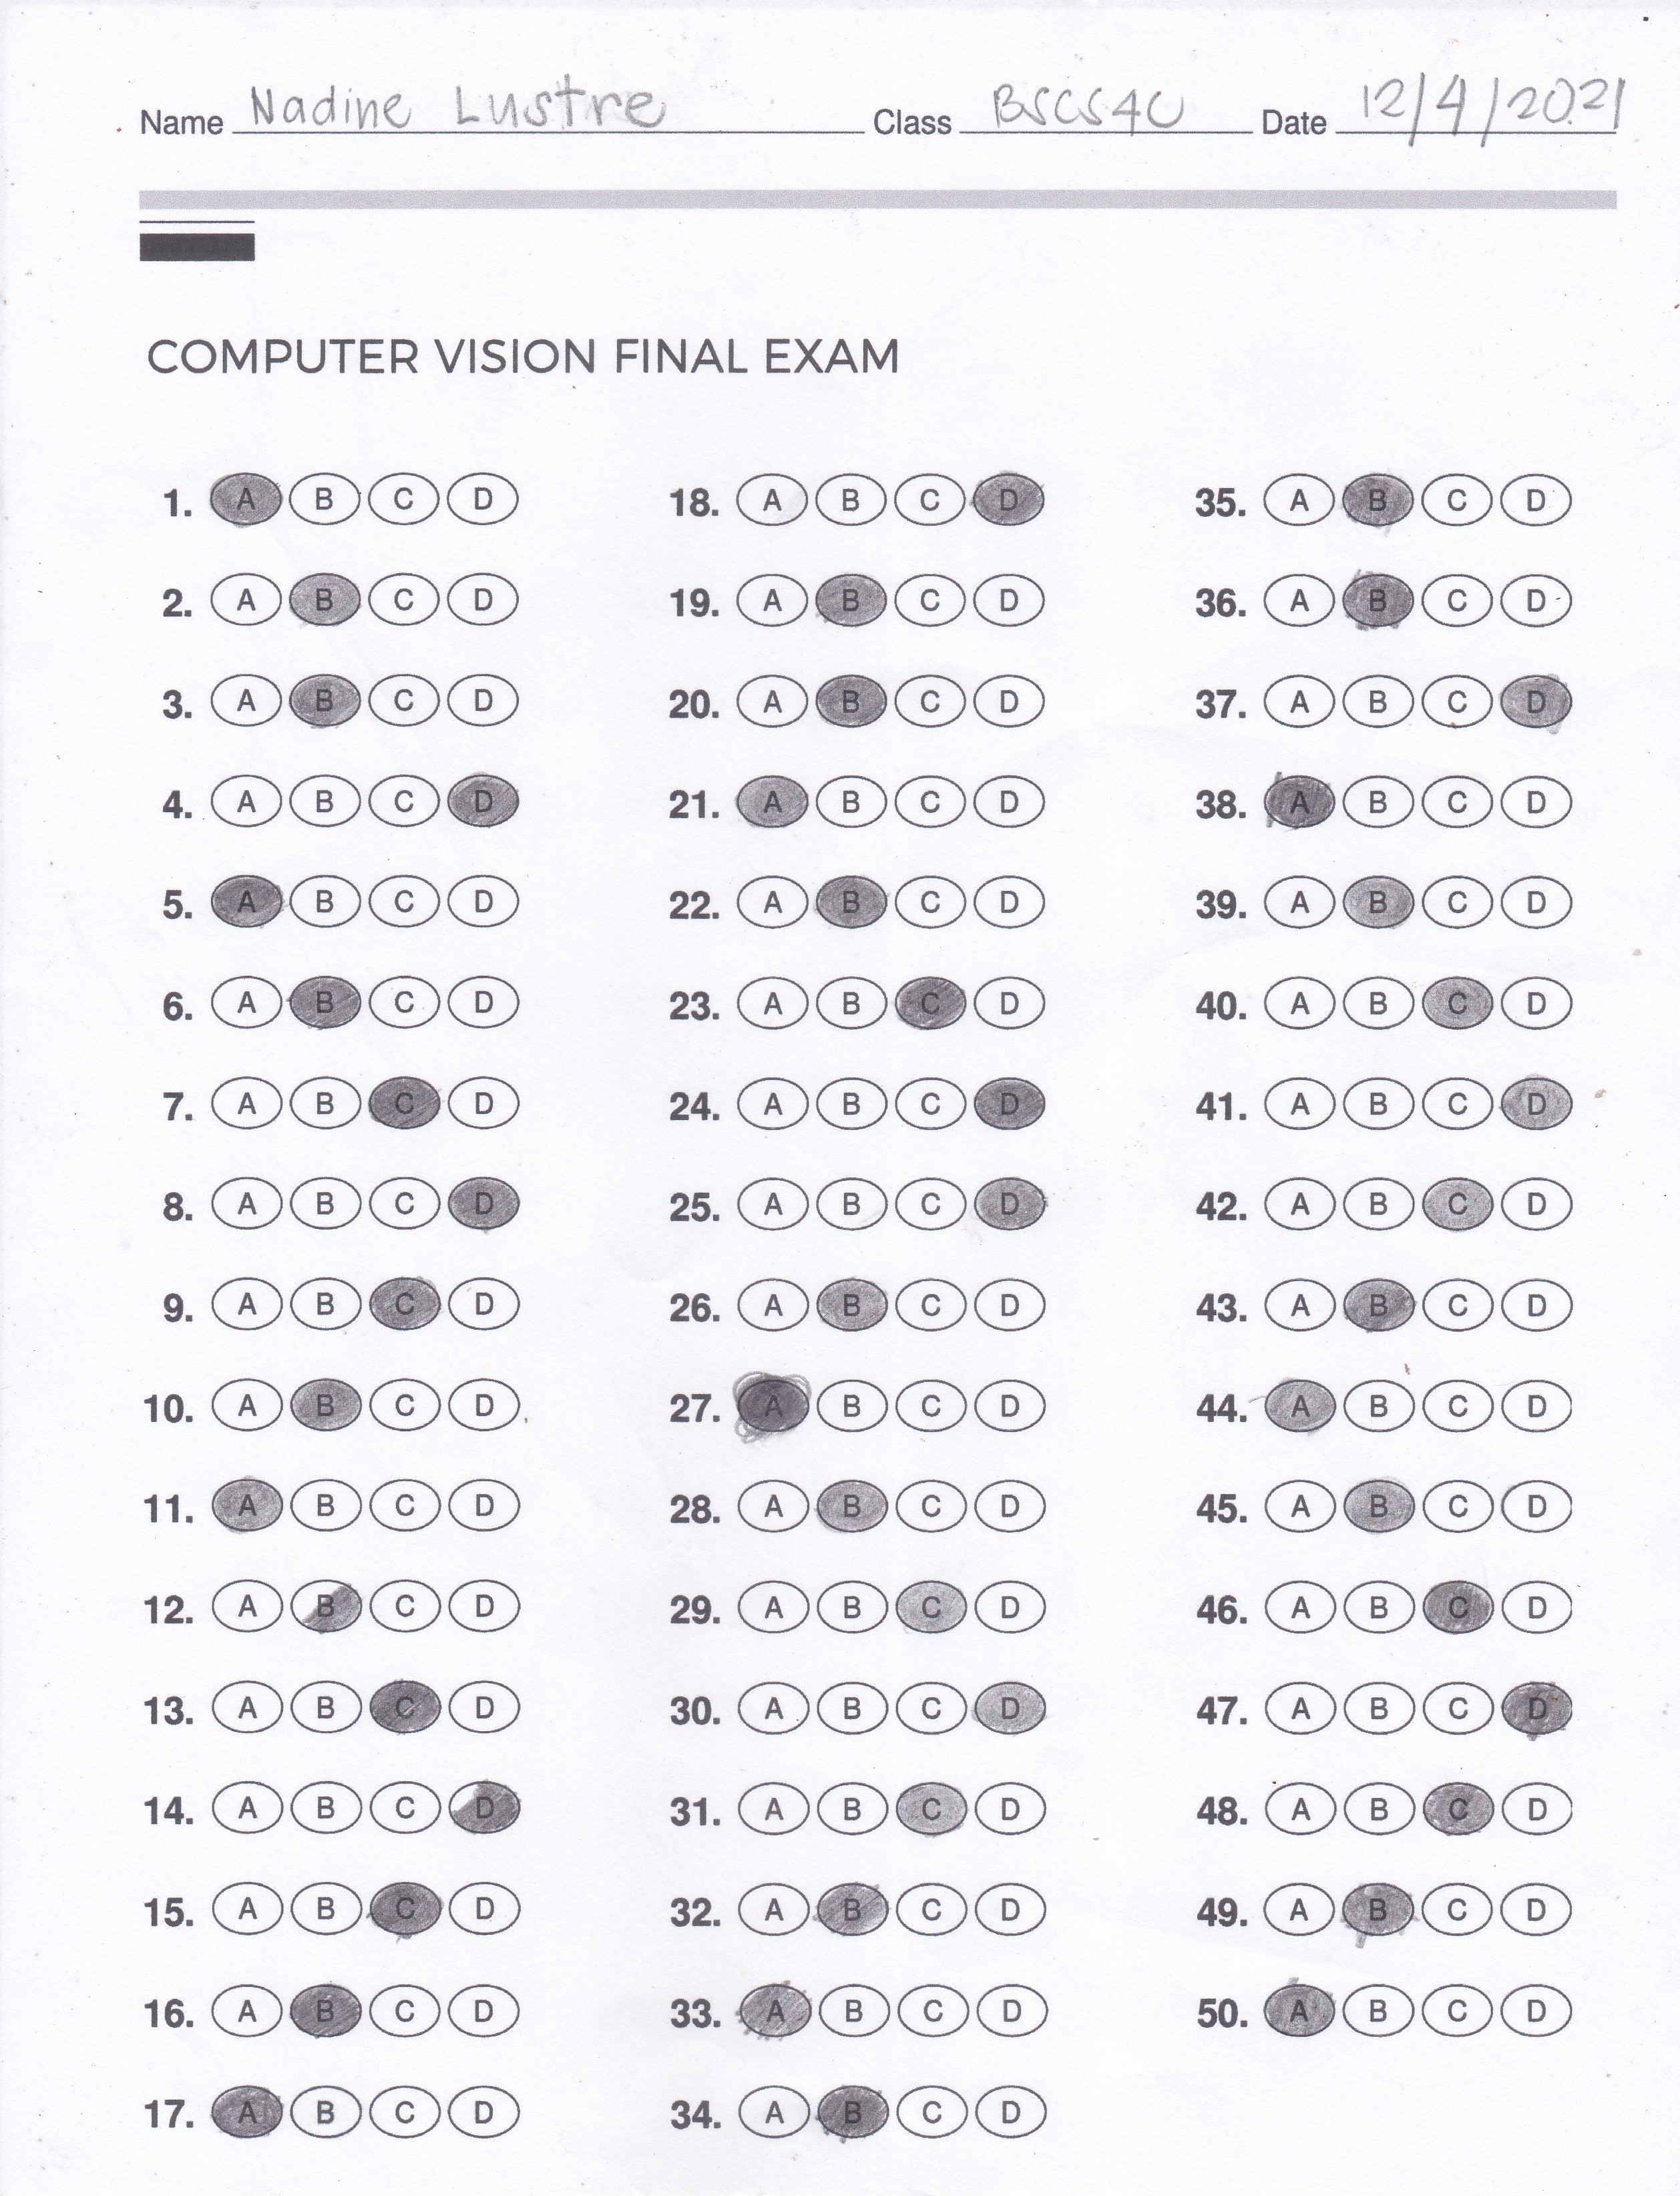 Name Nadine Lustre Class BSCS4C Date 12/4/2021
COMPUTER VISION FINAL EXAM
1. A B C D
2. A B C D
3. A B C D
4. A B C D
5. A B C D
6. A B C D
7. A B C D
8. A B C D
9. A B C D
10. A B C D
11. A B C D
12. A B C D
13. A B C D
14. A B C D
15. A B C D
16. A B C D
17. A B C D
18. A B C D
19. A B C D
20. A B C D
21. A B C D
22. A B C D
23. A B C D
24. A B C D
25. A B C D
26. A B C D
27. A B C D
28. A B C D
29. A B C D
30. A B C D
31. A B C D
32. A B C D
33. A B C D
34. A B C D
35. A B C D
36. A B C D
37. A B C D
38. A B C D
39. A B C D
40. A B C D
41. A B C D
42. A B C D
43. A B C D
44. A B C D
45. A B C D
46. A B C D
47. A B C D
48. A B C D
49. A B C D
50. A B C D